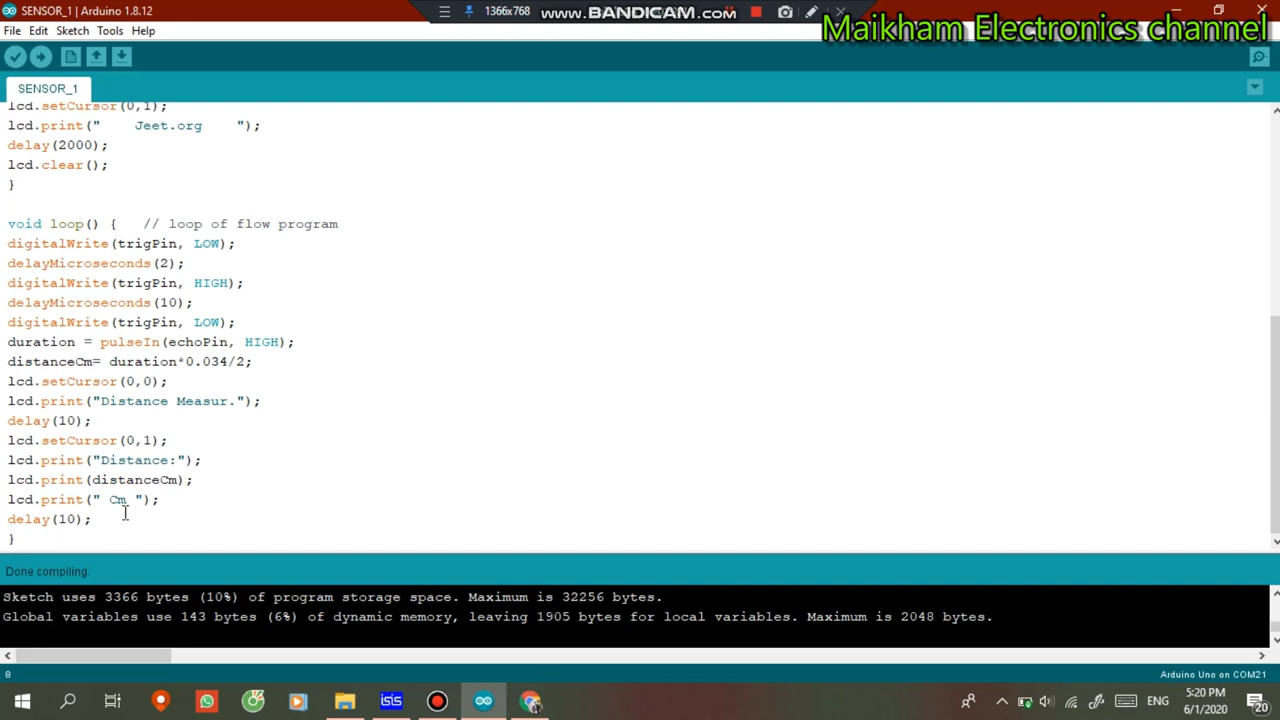 SENSOR_1 | Arduino 1.8.12
1366x768
www.BANDICAM.com
Maikham Electronics channel
File Edit Sketch Tools Help
SENSOR_1
lcd.setCursor(0,1);
lcd.print("    Jeet.org    ");
delay(2000);
lcd.clear();
}
void loop() {   // loop of flow program
digitalWrite(trigPin, LOW);
delayMicroseconds(2);
digitalWrite(trigPin, HIGH);
delayMicroseconds(10);
digitalWrite(trigPin, LOW);
duration = pulseIn(echoPin, HIGH);
distanceCm= duration*0.034/2;
lcd.setCursor(0,0);
lcd.print("Distance Measur.");
delay(10);
lcd.setCursor(0,1);
lcd.print("Distance:");
lcd.print(distanceCm);
lcd.print(" Cm ");
delay(10);
}
Done compiling.
Sketch uses 3366 bytes (10%) of program storage space. Maximum is 32256 bytes.
Global variables use 143 bytes (6%) of dynamic memory, leaving 1905 bytes for local variables. Maximum is 2048 bytes.
8
Arduino Uno on COM21
isis
ENG
5:20 PM
6/1/2020
20